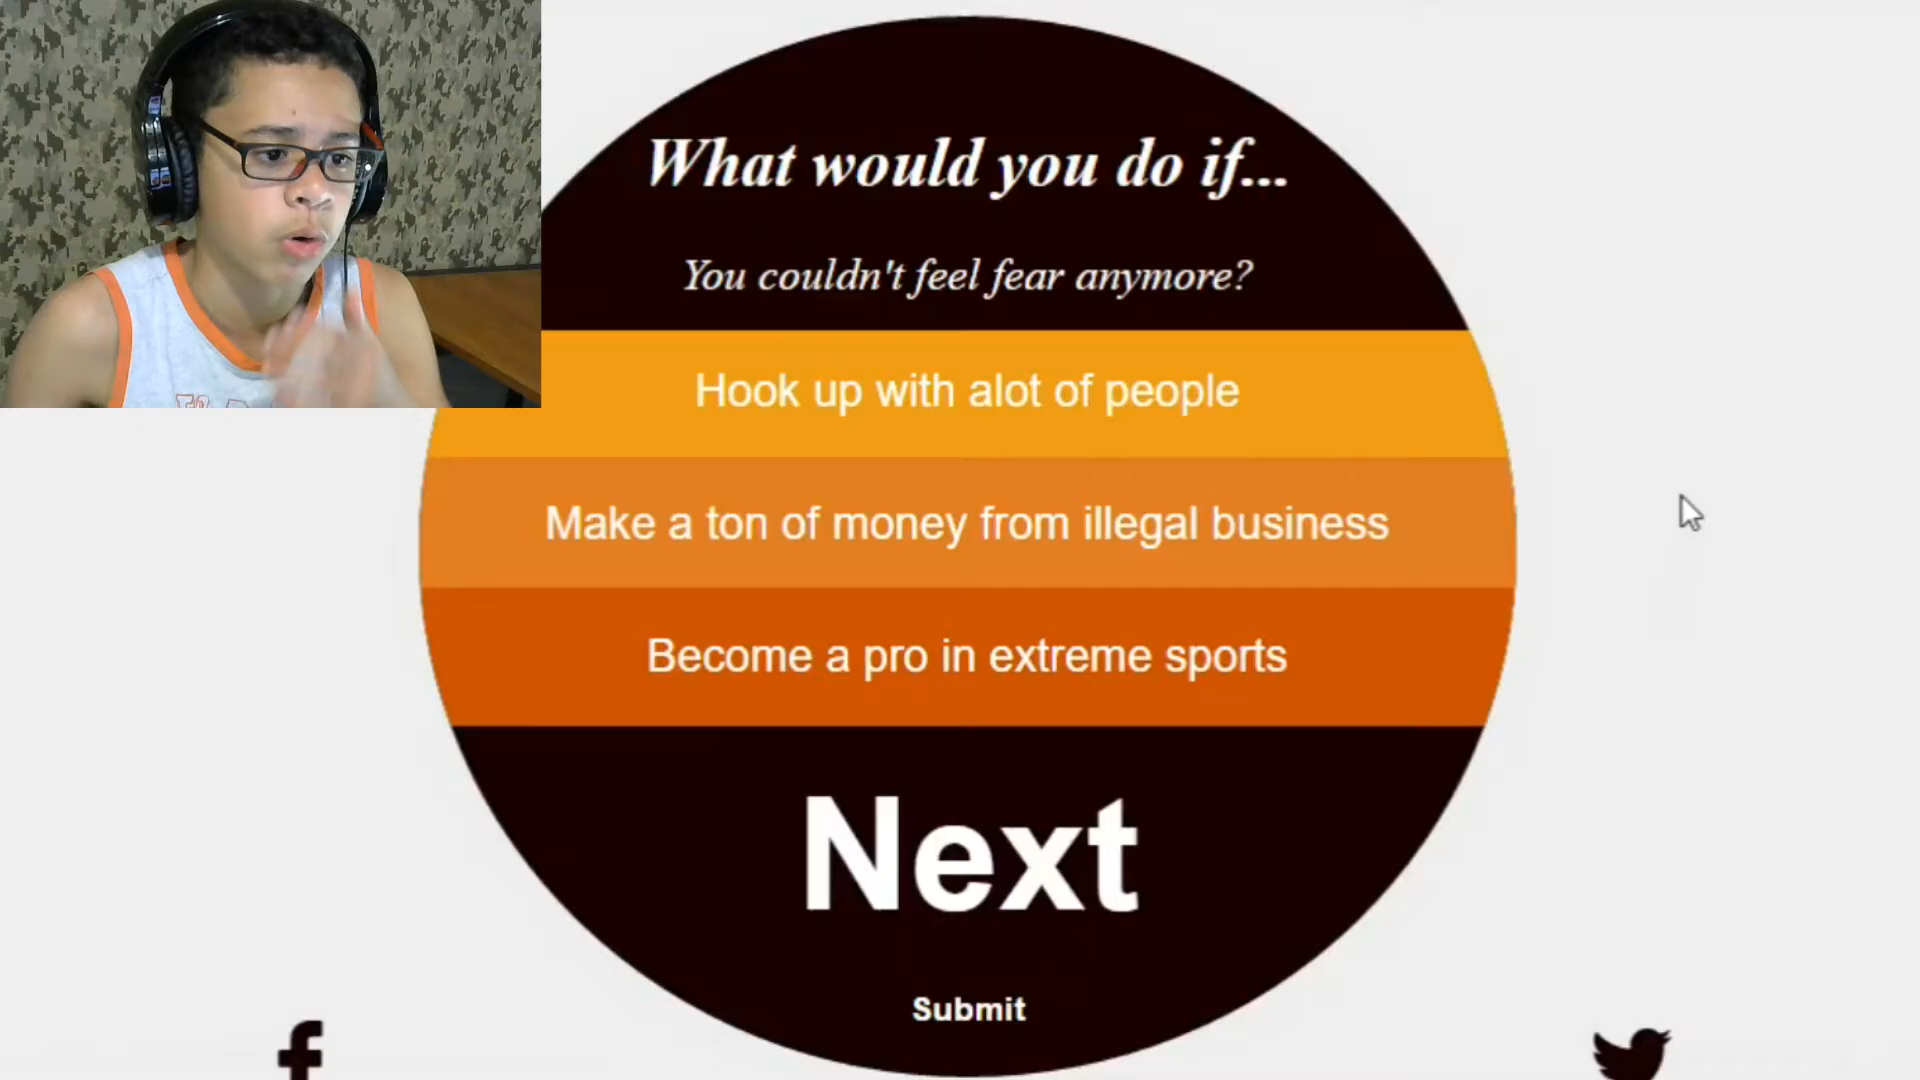 What would you do if...
You couldn't feel fear anymore?
Hook up with alot of people
Make a ton of money from illegal business
Become a pro in extreme sports
Next
Submit